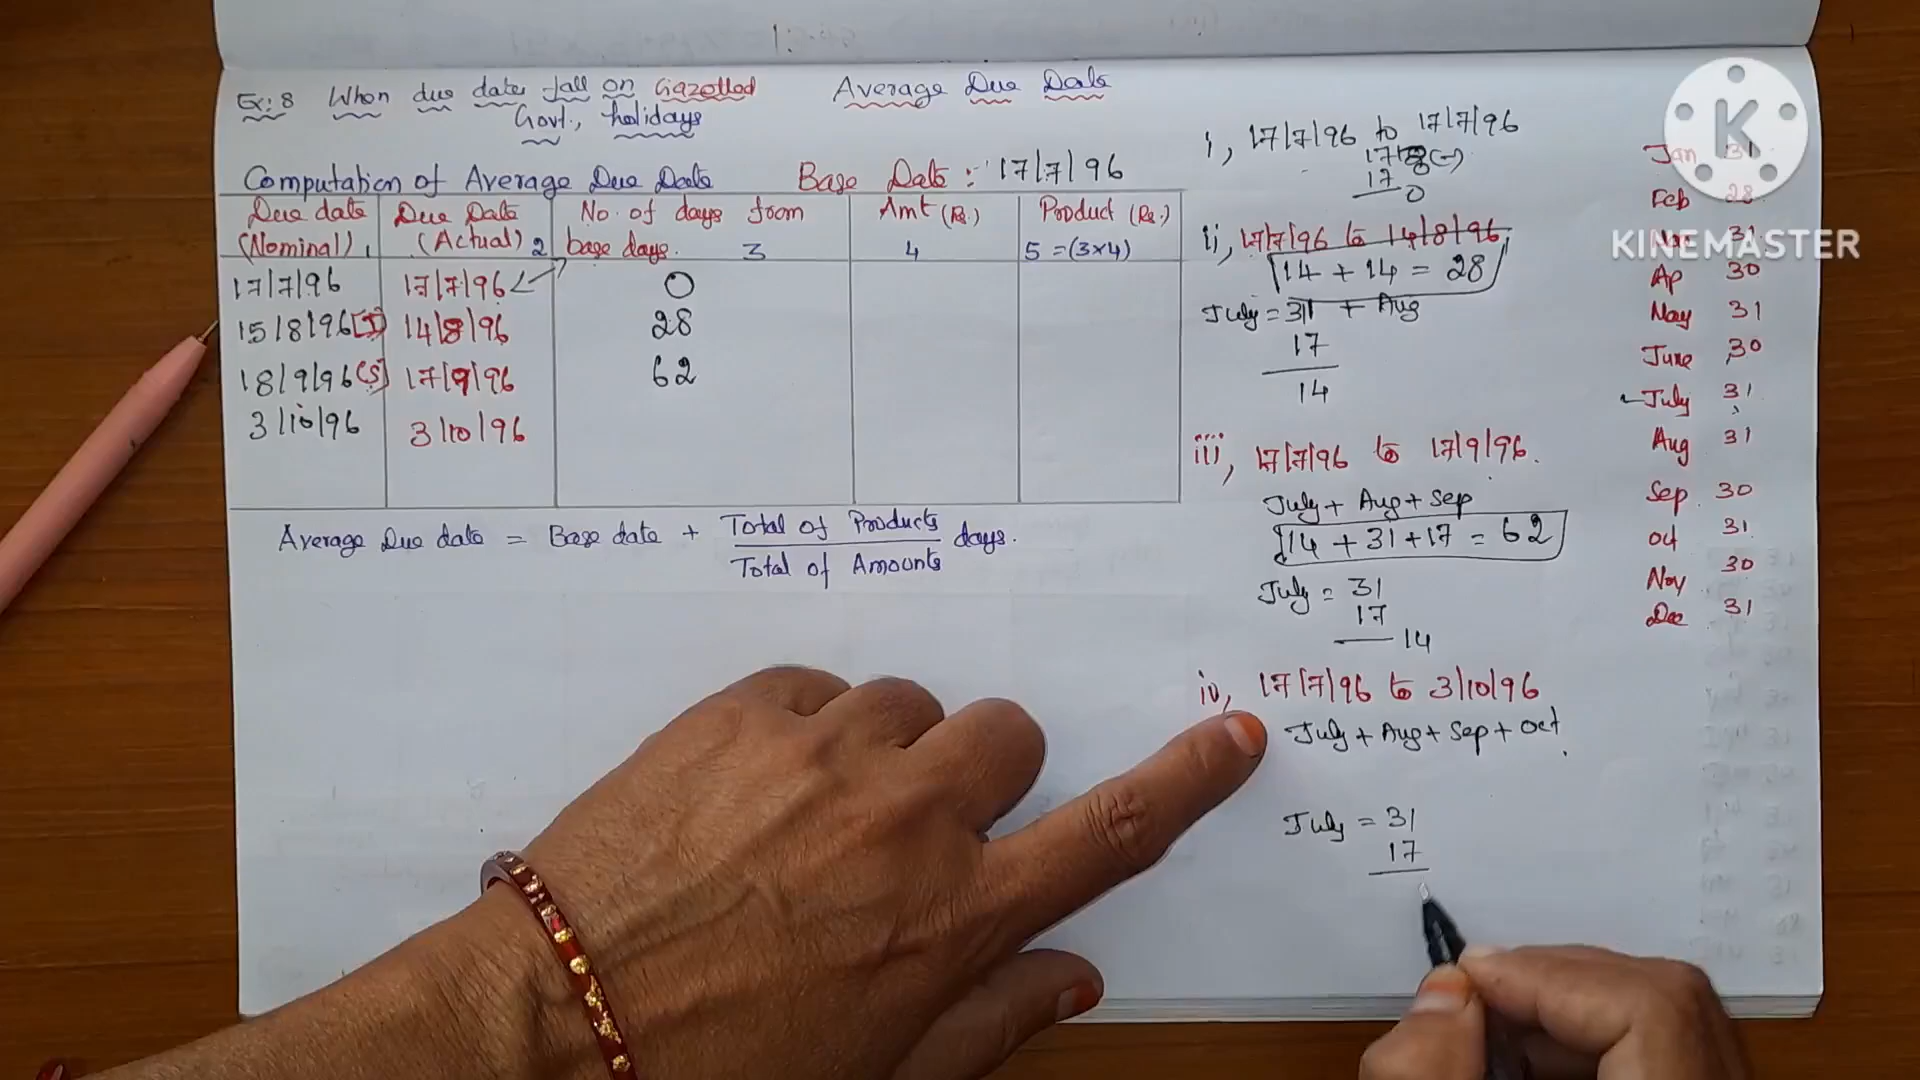 Ex: 8 When due dates fall on Gazetted
Govt., holidays
Average Due Date
Computation of Average Due Date Base Date: 17/7/96
Due date (Nominal) 1 | Due Date (Actual) 2 | No. of days from base days. 3 | Amt (Rs.) 4 | Product (Rs.) 5 = (3x4)
17/7/96 17/7/96 0
15/8/96 [I] 14/8/96 28
18/9/96 (S) 17/9/96 62
3/10/96 3/10/96
Average Due date = Base date + Total of Products / Total of Amounts days.
i, 17/7/96 to 17/7/96
17 (-)
17
0
ii, 17/7/96 to 14/8/96
14 + 14 = 28
July = 31 + Aug
17
14
iii, 17/7/96 to 17/9/96.
July + Aug + Sep
14 + 31 + 17 = 62
July = 31
17
14
iv, 17/7/96 to 3/10/96
July + Aug + Sep + Oct
July = 31
17
K
KINEMASTER
Jan 31
Feb 28
31
Ap 30
May 31
June 30
July 31
Aug 31
Sep 30
Oct 31
Nov 30
Dec 31